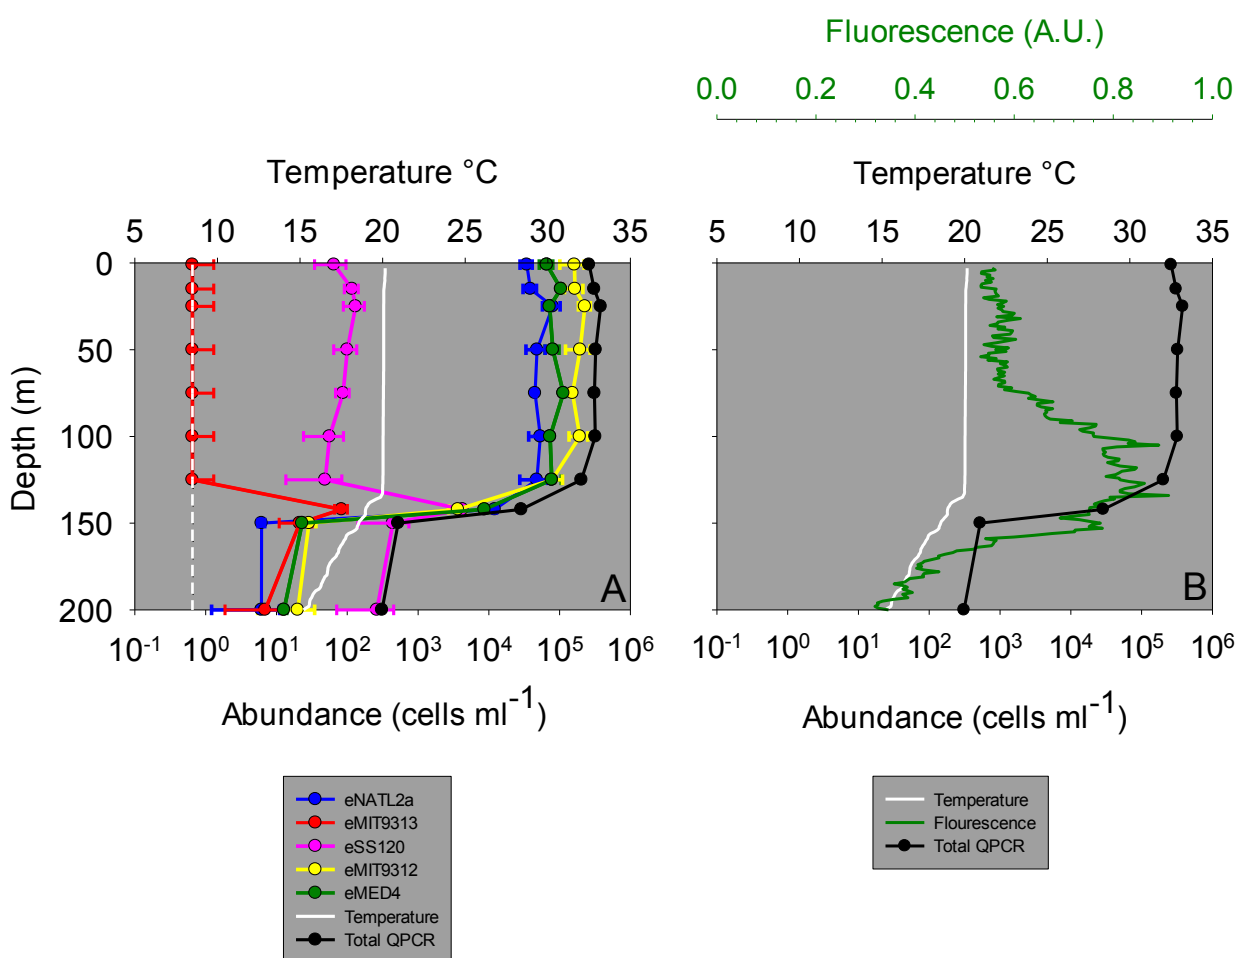 Fluorescence (A.U.)
0.0 0.2 0.4 0.6 0.8 1.0
Temperature °C
5 10 15 20 25 30 35
0
50
100
150
200
Depth (m)
A
10⁻¹ 10⁰ 10¹ 10² 10³ 10⁴ 10⁵ 10⁶
Abundance (cells ml⁻¹)
eNATL2a
eMIT9313
eSS120
eMIT9312
eMED4
Temperature
Total QPCR
Temperature °C
5 10 15 20 25 30 35
B
10⁻¹ 10⁰ 10¹ 10² 10³ 10⁴ 10⁵ 10⁶
Abundance (cells ml⁻¹)
Temperature
Flourescence
Total QPCR